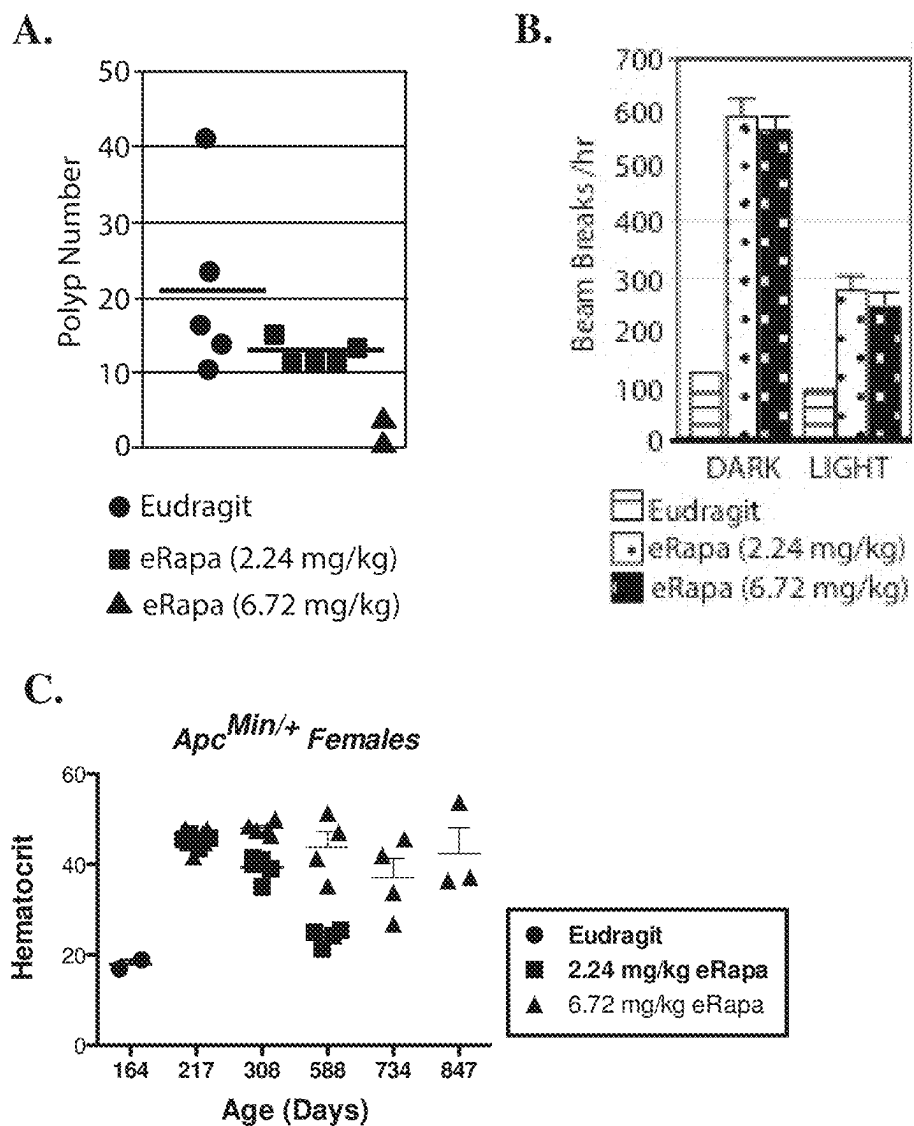 A.
Polyp Number
50
40
30
20
10
0
Eudragit
eRapa (2.24 mg/kg)
eRapa (6.72 mg/kg)
B.
Beam Breaks /hr
700
600
500
400
300
200
100
0
DARK LIGHT
Eudragit
eRapa (2.24 mg/kg)
eRapa (6.72 mg/kg)
C.
Apc Min/+ Females
Hematocrit
60
40
20
0
164 217 308 588 734 847
Age (Days)
Eudragit
2.24 mg/kg eRapa
6.72 mg/kg eRapa